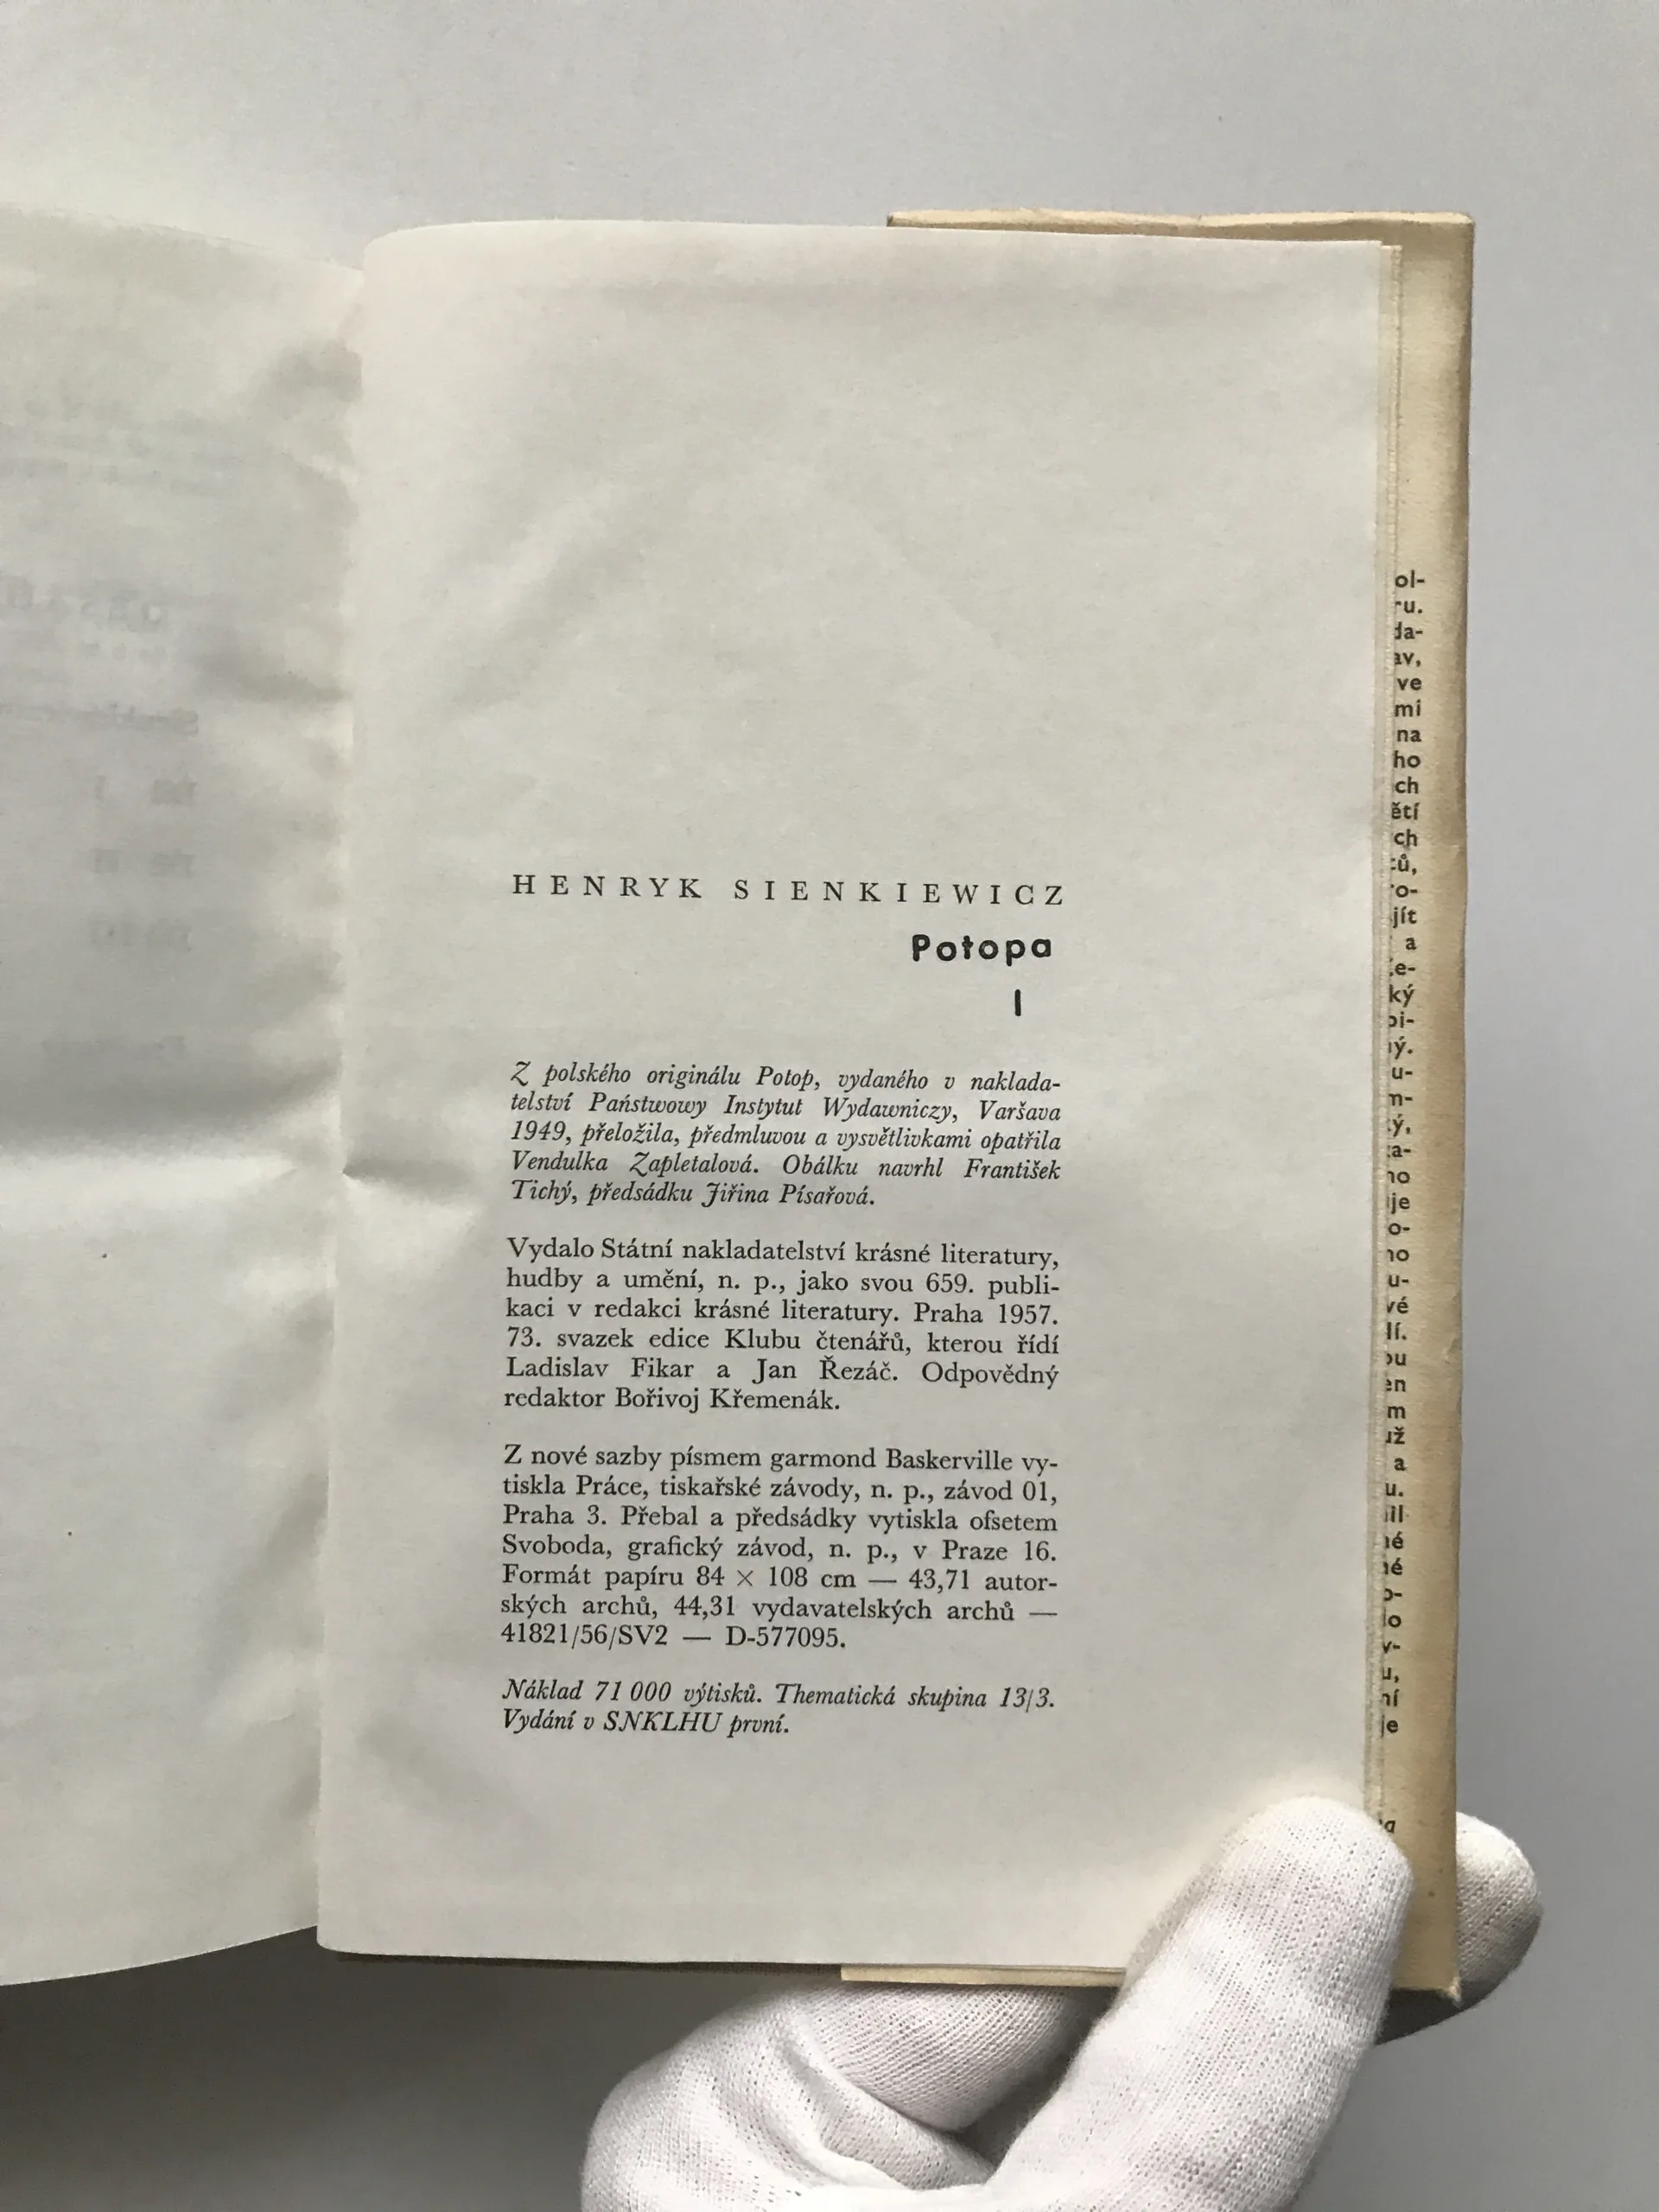 HENRYK SIENKIEWICZ
Potopa
I
Z polského originálu Potop, vydaného v naklada-
telství Państwowy Instytut Wydawniczy, Varšava
1949, přeložila, předmluvou a vysvětlivkami opatřila
Vendulka Zapletalová. Obálku navrhl František
Tichý, předsádku Jiřina Písařová.
Vydalo Státní nakladatelství krásné literatury,
hudby a umění, n. p., jako svou 659. publi-
kaci v redakci krásné literatury. Praha 1957.
73. svazek edice Klubu čtenářů, kterou řídí
Ladislav Fikar a Jan Řezáč. Odpovědný
redaktor Bořivoj Křemenák.
Z nové sazby písmem garmond Baskerville vy-
tiskla Práce, tiskařské závody, n. p., závod 01,
Praha 3. Přebal a předsádky vytiskla ofsetem
Svoboda, grafický závod, n. p., v Praze 16.
Formát papíru 84 × 108 cm — 43,71 autor-
ských archů, 44,31 vydavatelských archů —
41821/56/SV2 — D-577095.
Náklad 71 000 výtisků. Thematická skupina 13/3.
Vydání v SNKLHU první.